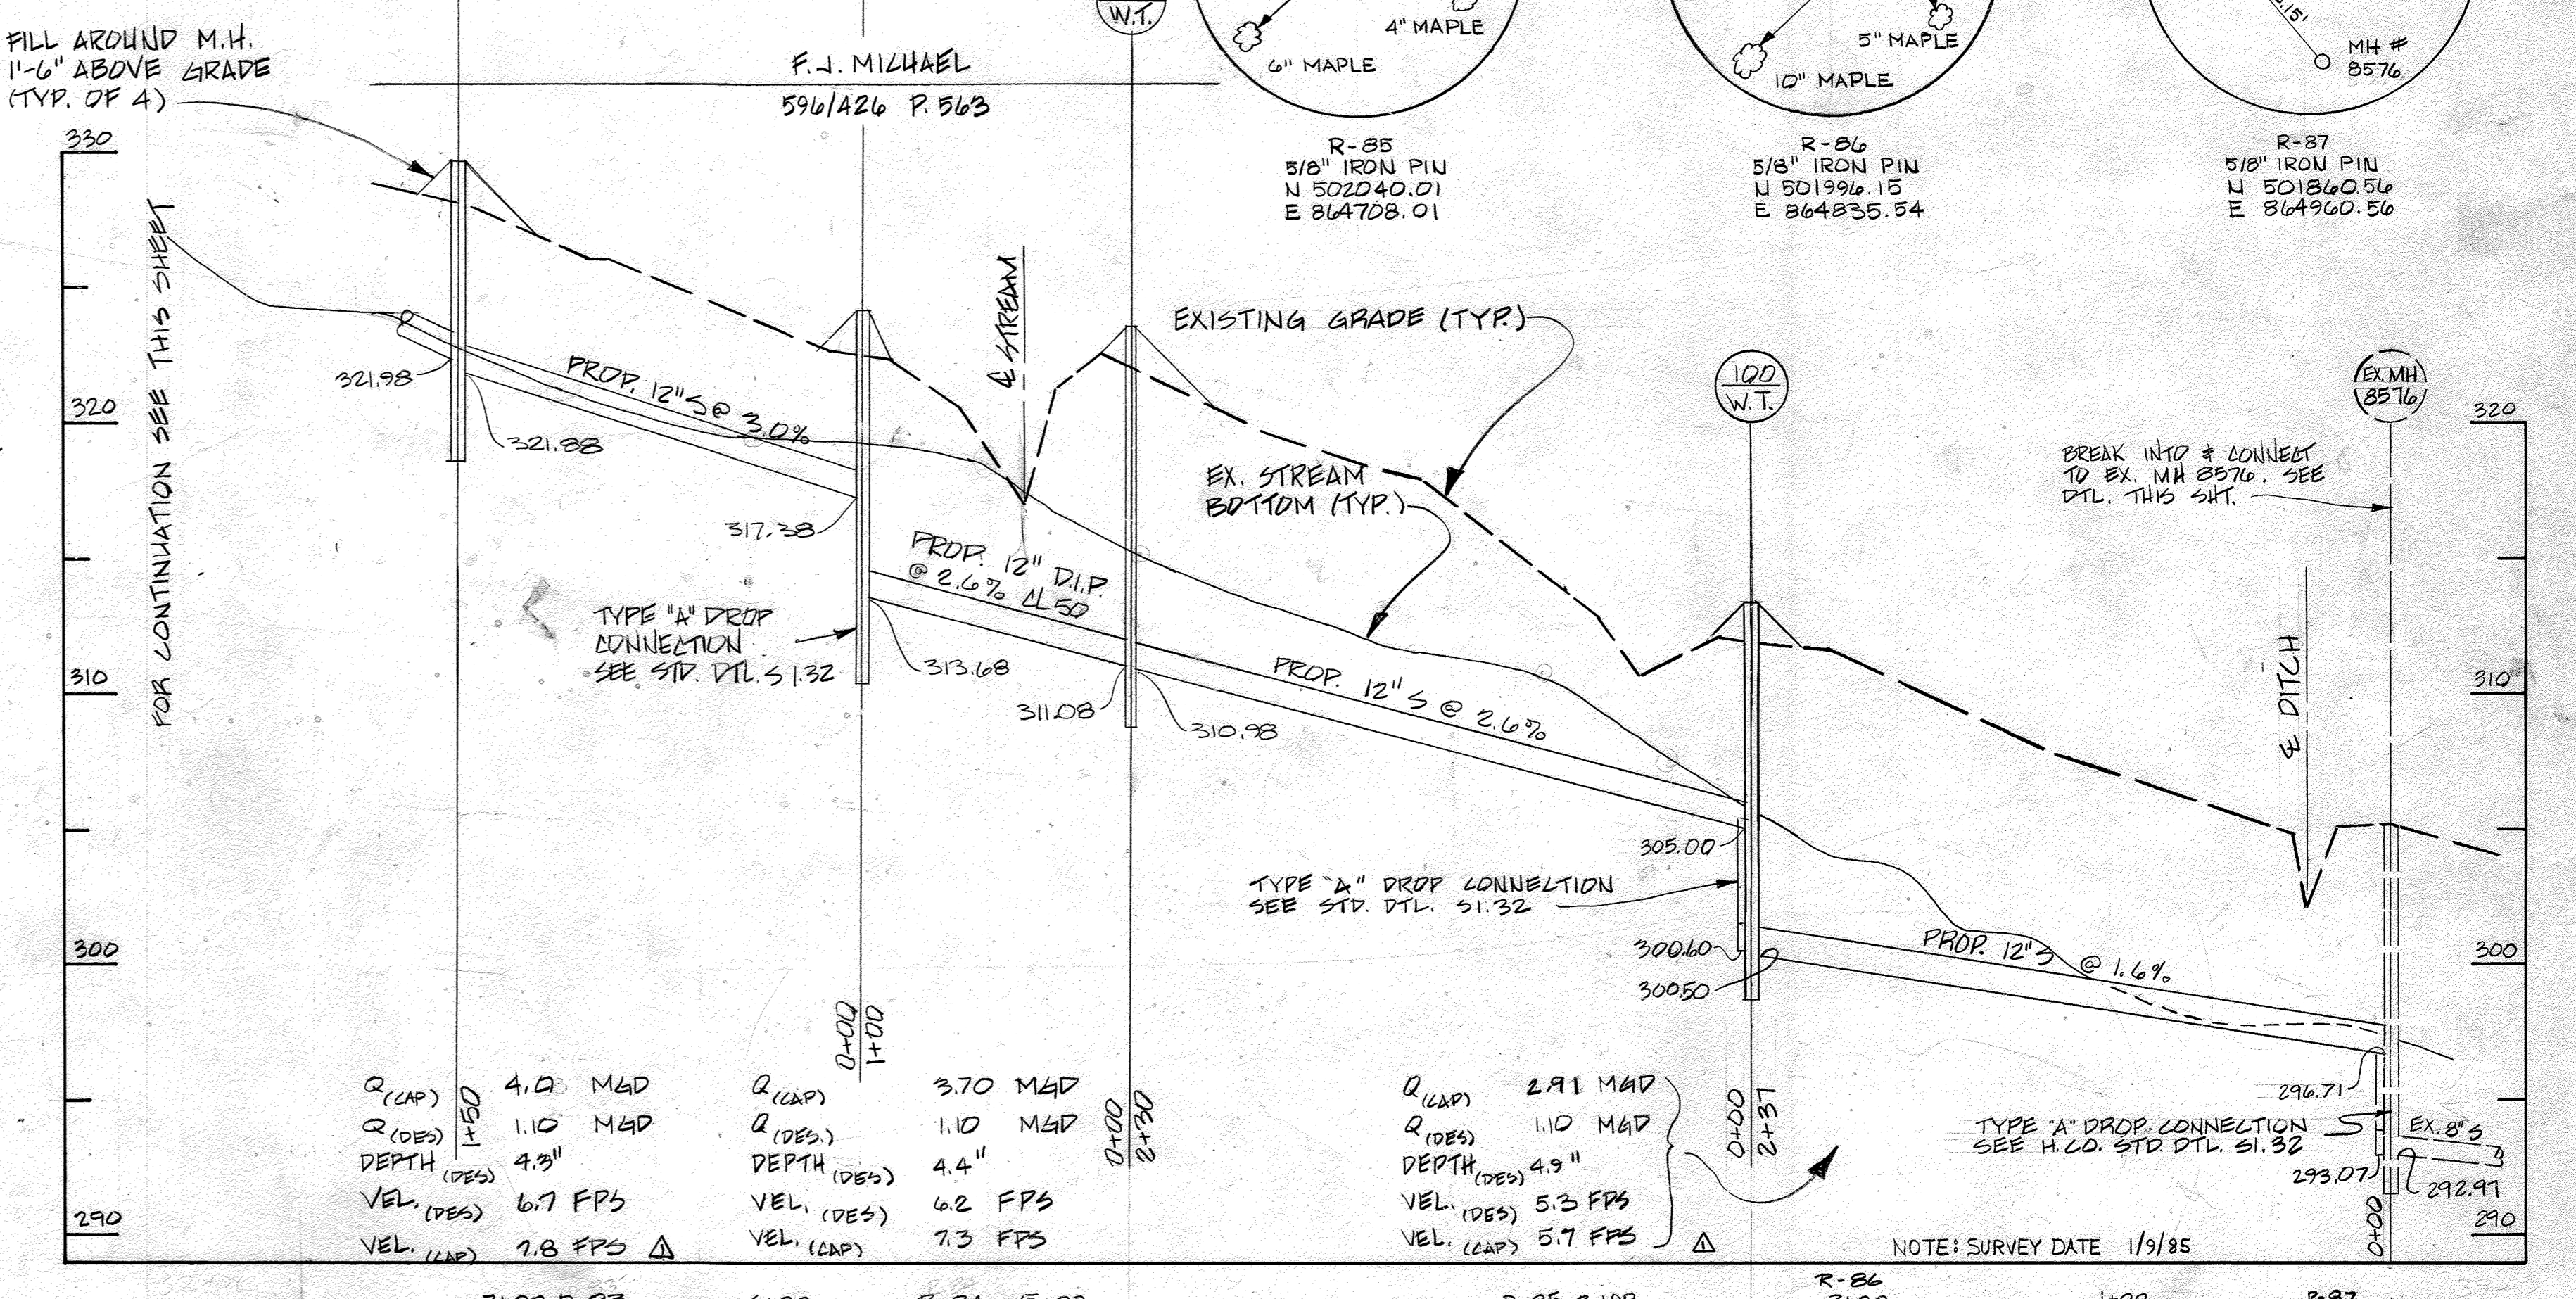 FILL AROUND M.H.
1'-6" ABOVE GRADE
(TYP. OF 4)
W.T.
F.J. MICHAEL
596/426 P. 563
6" MAPLE
4" MAPLE
10" MAPLE
5" MAPLE
.15'
MH #
8576
R-85
5/8" IRON PIN
N 502040.01
E 864708.01
R-86
5/8" IRON PIN
N 501996.15
E 864835.54
R-87
5/8" IRON PIN
N 501860.56
E 864960.56
330
320
310
300
290
FOR CONTINUATION SEE THIS SHEET
321.98
PROP. 12" S @ 3.0%
321.88
317.38
℄ STREAM
EXISTING GRADE (TYP.)
EX. STREAM
BOTTOM (TYP.)
PROP. 12" D.I.P.
@ 2.6% CL 50
TYPE "A" DROP
CONNECTION
SEE STD. DTL. S 1.32
313.68
311.08
310.98
PROP. 12" S @ 2.6%
100
W.T.
EX. MH
8576
BREAK INTO & CONNECT
TO EX. MH 8576. SEE
DTL. THIS SHT.
320
310
300
290
℄ DITCH
305.00
TYPE "A" DROP CONNECTION
SEE STD. DTL. S1.32
300.60
300.50
PROP. 12" S @ 1.6%
296.71
TYPE "A" DROP CONNECTION
SEE H.CO. STD. DTL. S1.32
EX. 8" S
293.07
292.97
0+00
1+50
0+00
1+00
0+00
2+30
0+00
2+37
Q (CAP) 4.0 MGD
Q (DES) 1.10 MGD
DEPTH (DES) 4.3"
VEL. (DES) 6.7 FPS
VEL. (CAP) 7.8 FPS 1
Q (CAP) 3.70 MGD
Q (DES.) 1.10 MGD
DEPTH (DES) 4.4"
VEL. (DES) 6.2 FPS
VEL. (CAP) 7.3 FPS
Q (CAP) 2.91 MGD
Q (DES) 1.10 MGD
DEPTH (DES) 4.9"
VEL. (DES) 5.3 FPS
VEL. (CAP) 5.7 FPS
1
NOTE: SURVEY DATE 1/9/85
R-86